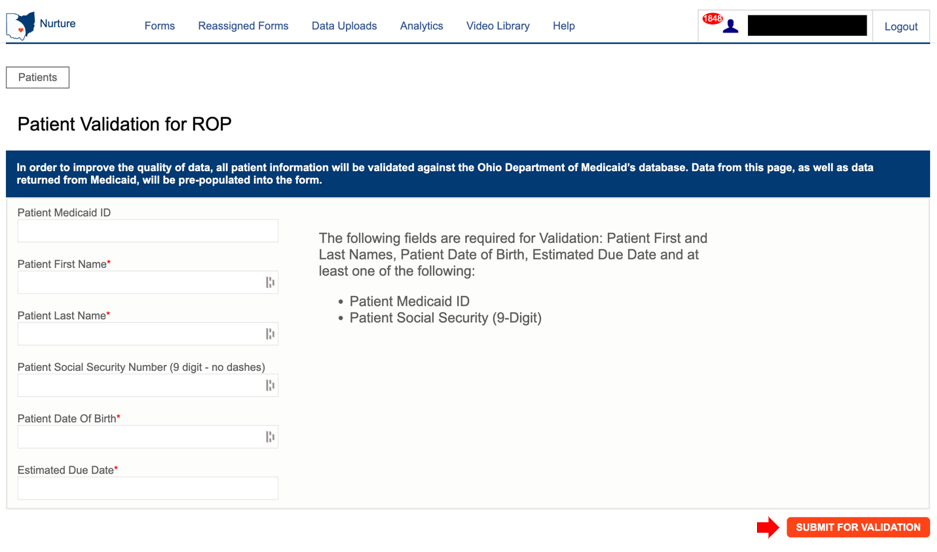 Nurture
Forms
Reassigned Forms
Data Uploads
Analytics
Video Library
Help
1848
Logout
Patients
Patient Validation for ROP
In order to improve the quality of data, all patient information will be validated against the Ohio Department of Medicaid's database. Data from this page, as well as data
returned from Medicaid, will be pre-populated into the form.
Patient Medicaid ID
Patient First Name*
Patient Last Name*
Patient Social Security Number (9 digit - no dashes)
Patient Date Of Birth*
Estimated Due Date*
The following fields are required for Validation: Patient First and
Last Names, Patient Date of Birth, Estimated Due Date and at
least one of the following:
• Patient Medicaid ID
• Patient Social Security (9-Digit)
SUBMIT FOR VALIDATION